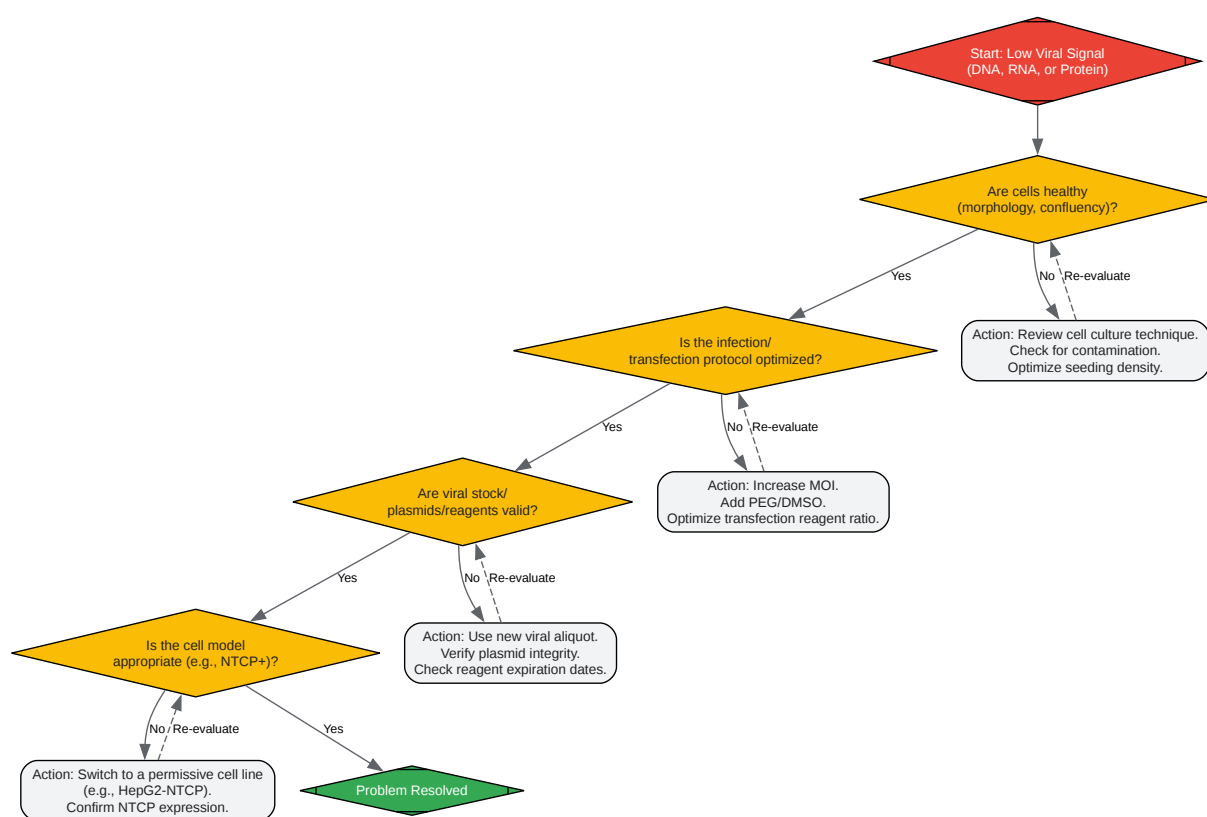 Start: Low Viral Signal
(DNA, RNA, or Protein)
Are cells healthy
(morphology, confluency)?
Yes
No
Re-evaluate
Action: Review cell culture technique.
Check for contamination.
Optimize seeding density.
Is the infection/
transfection protocol optimized?
Yes
No
Re-evaluate
Action: Increase MOI.
Add PEG/DMSO.
Optimize transfection reagent ratio.
Are viral stock/
plasmids/reagents valid?
Yes
No
Re-evaluate
Action: Use new viral aliquot.
Verify plasmid integrity.
Check reagent expiration dates.
Is the cell model
appropriate (e.g., NTCP+)?
No
Re-evaluate
Yes
Action: Switch to a permissive cell line
(e.g., HepG2-NTCP).
Confirm NTCP expression.
Problem Resolved